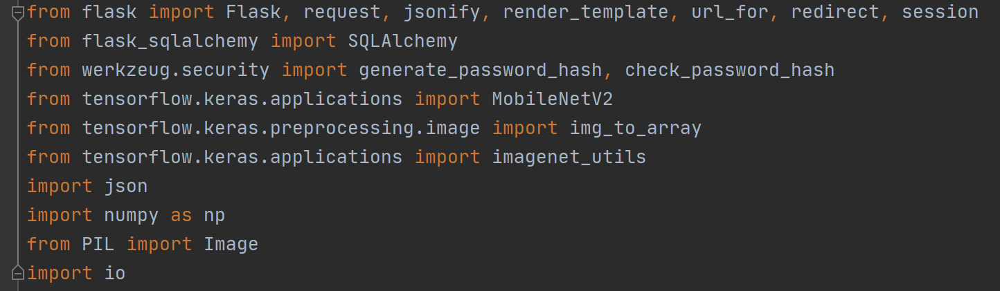 from flask import Flask, request, jsonify, render_template, url_for, redirect, session
from flask_sqlalchemy import SQLAlchemy
from werkzeug.security import generate_password_hash, check_password_hash
from tensorflow.keras.applications import MobileNetV2
from tensorflow.keras.preprocessing.image import img_to_array
from tensorflow.keras.applications import imagenet_utils
import json
import numpy as np
from PIL import Image
import io